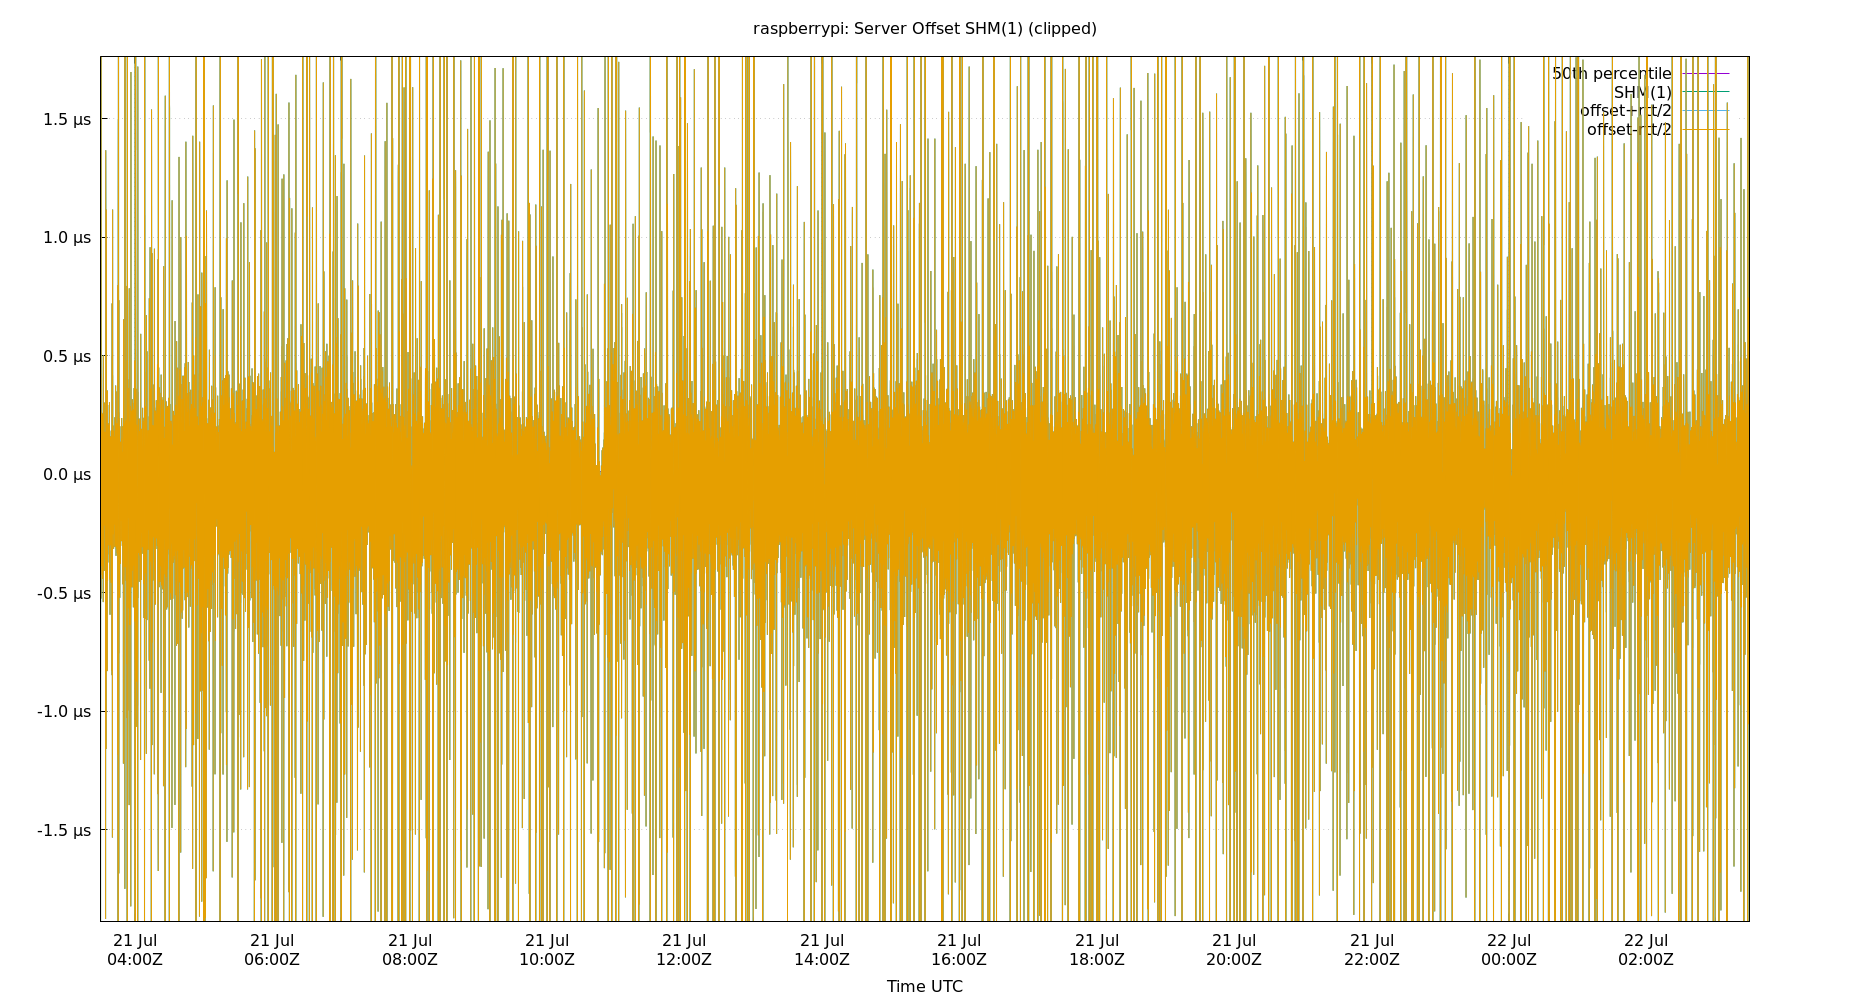 raspberrypi: Server Offset SHM(1) (clipped)
50th percentile
SHM(1)
offset+rtt/2
offset-rtt/2
1.5 µs
1.0 µs
0.5 µs
0.0 µs
-0.5 µs
-1.0 µs
-1.5 µs
21 Jul 21 Jul 21 Jul 21 Jul 21 Jul 21 Jul 21 Jul 21 Jul 21 Jul 21 Jul 22 Jul 22 Jul
04:00Z 06:00Z 08:00Z 10:00Z 12:00Z 14:00Z 16:00Z 18:00Z 20:00Z 22:00Z 00:00Z 02:00Z
Time UTC